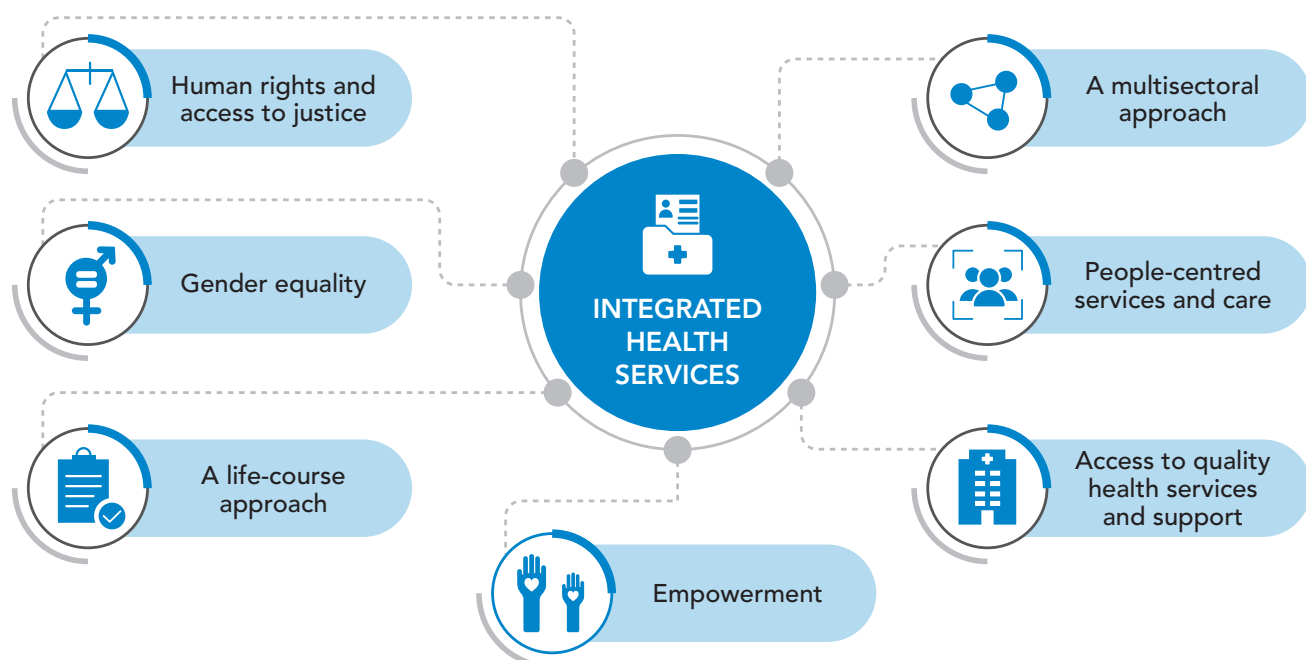 Human rights and
access to justice
Gender equality
A life-course
approach
INTEGRATED
HEALTH
SERVICES
A multisectoral
approach
People-centred
services and care
Access to quality
health services
and support
Empowerment